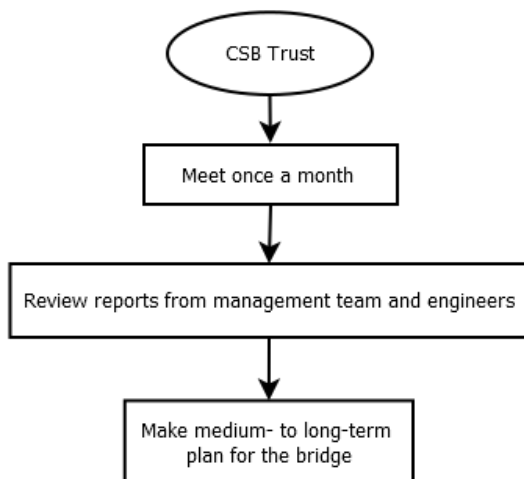 CSB Trust
Meet once a month
Review reports from management team and engineers
Make medium- to long-term
plan for the bridge